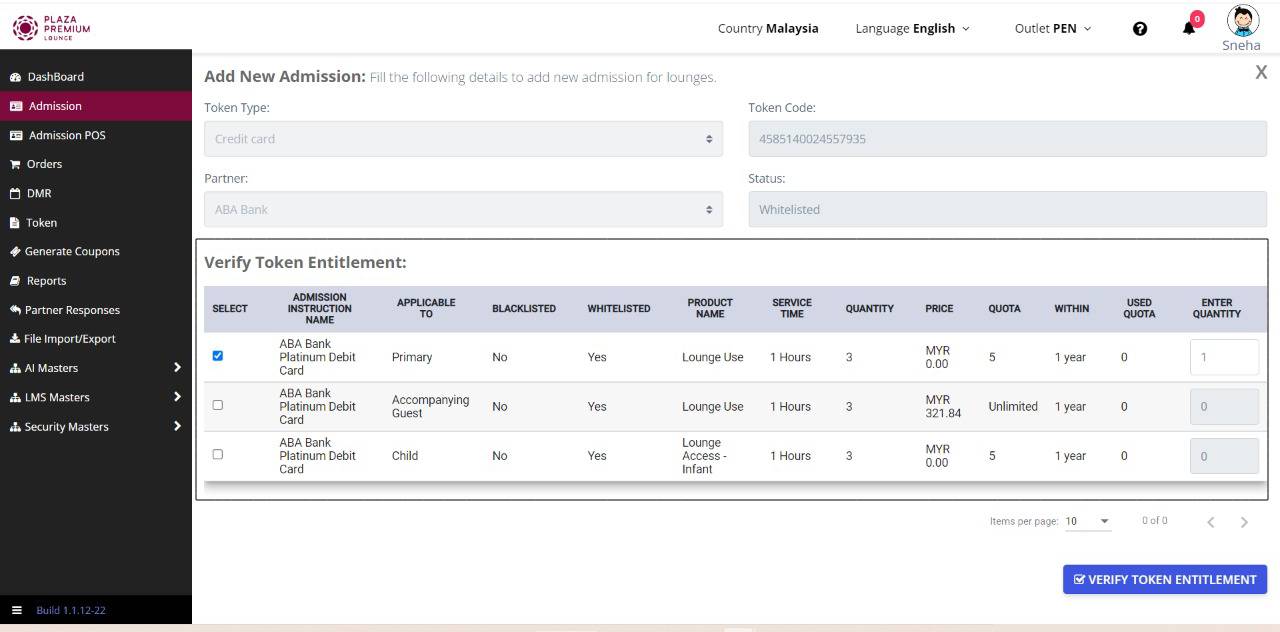 PLAZA
PREMIUM
LOUNGE
Country Malaysia
Language English
Outlet PEN
0
Sneha
DashBoard
Admission
Admission POS
Orders
DMR
Token
Generate Coupons
Reports
Partner Responses
File Import/Export
AI Masters
LMS Masters
Security Masters
Build 1.1.12-22
Add New Admission: Fill the following details to add new admission for lounges.
X
Token Type:
Token Code:
Credit card
4585140024557935
Partner:
Status:
ABA Bank
Whitelisted
Verify Token Entitlement:
SELECT
ADMISSION
INSTRUCTION
NAME
APPLICABLE
TO
BLACKLISTED
WHITELISTED
PRODUCT
NAME
SERVICE
TIME
QUANTITY
PRICE
QUOTA
WITHIN
USED
QUOTA
ENTER
QUANTITY
ABA Bank
Platinum Debit
Card
Primary
No
Yes
Lounge Use
1 Hours
3
MYR
0.00
5
1 year
0
1
ABA Bank
Platinum Debit
Card
Accompanying
Guest
No
Yes
Lounge Use
1 Hours
3
MYR
321.84
Unlimited
1 year
0
0
ABA Bank
Platinum Debit
Card
Child
No
Yes
Lounge
Access -
Infant
1 Hours
3
MYR
0.00
5
1 year
0
0
Items per page: 10
0 of 0
VERIFY TOKEN ENTITLEMENT